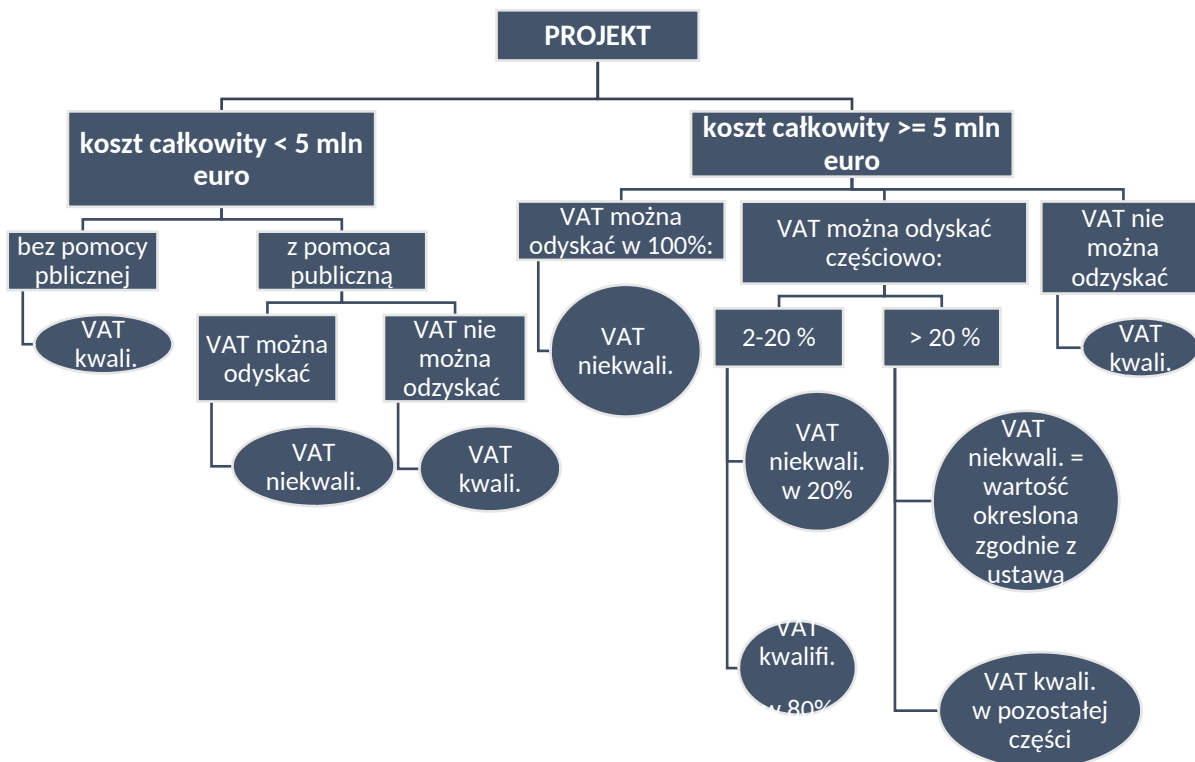 PROJEKT
koszt całkowity < 5 mln
euro
koszt całkowity >= 5 mln
euro
bez pomocy
pblicznej
z pomoca
publiczną
VAT można
odyskać w 100%:
VAT można odyskać
częściowo:
VAT nie
można
odzyskać
VAT
kwali.
VAT można
odyskać
VAT nie
można
odzyskać
VAT
niekwali.
2-20 %
> 20 %
VAT
kwali.
VAT
niekwali.
VAT
kwali.
VAT
niekwali.
w 20%
VAT
niekwali. =
wartość
okreslona
zgodnie z
ustawą
VAT
kwalifi.
w 80%
VAT kwali.
w pozostałej
części